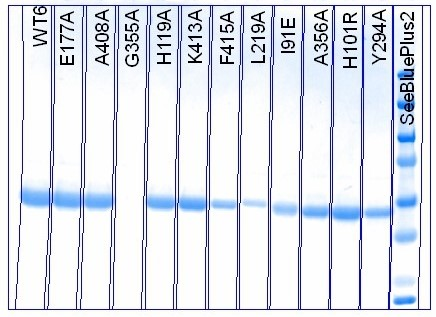 WT6
E177A
A408A
G355A
H119A
K413A
F415A
L219A
I91E
A356A
H101R
Y294A
SeeBluePlus2